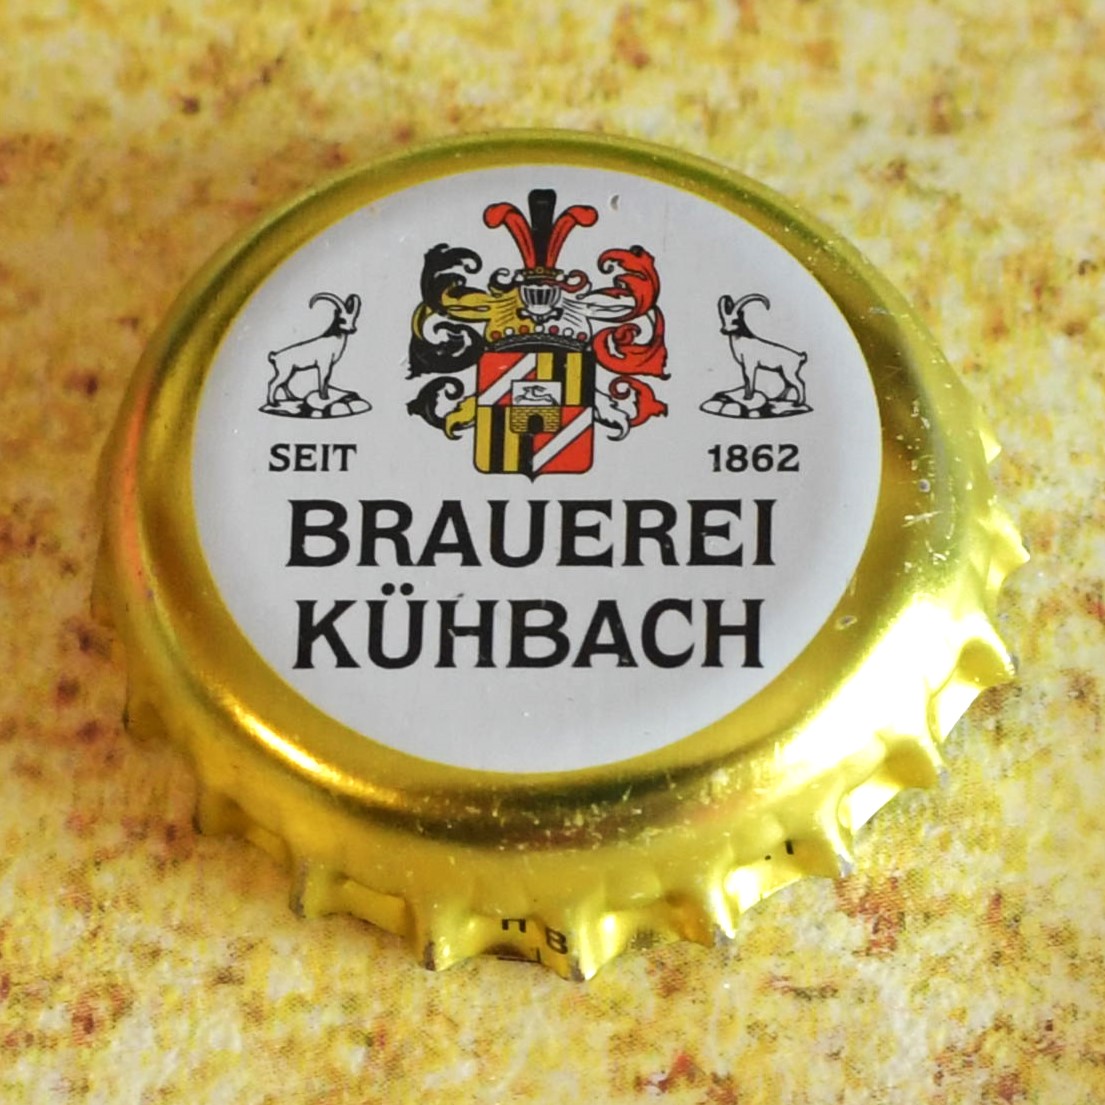 SEIT 1862
BRAUEREI
KÜHBACH